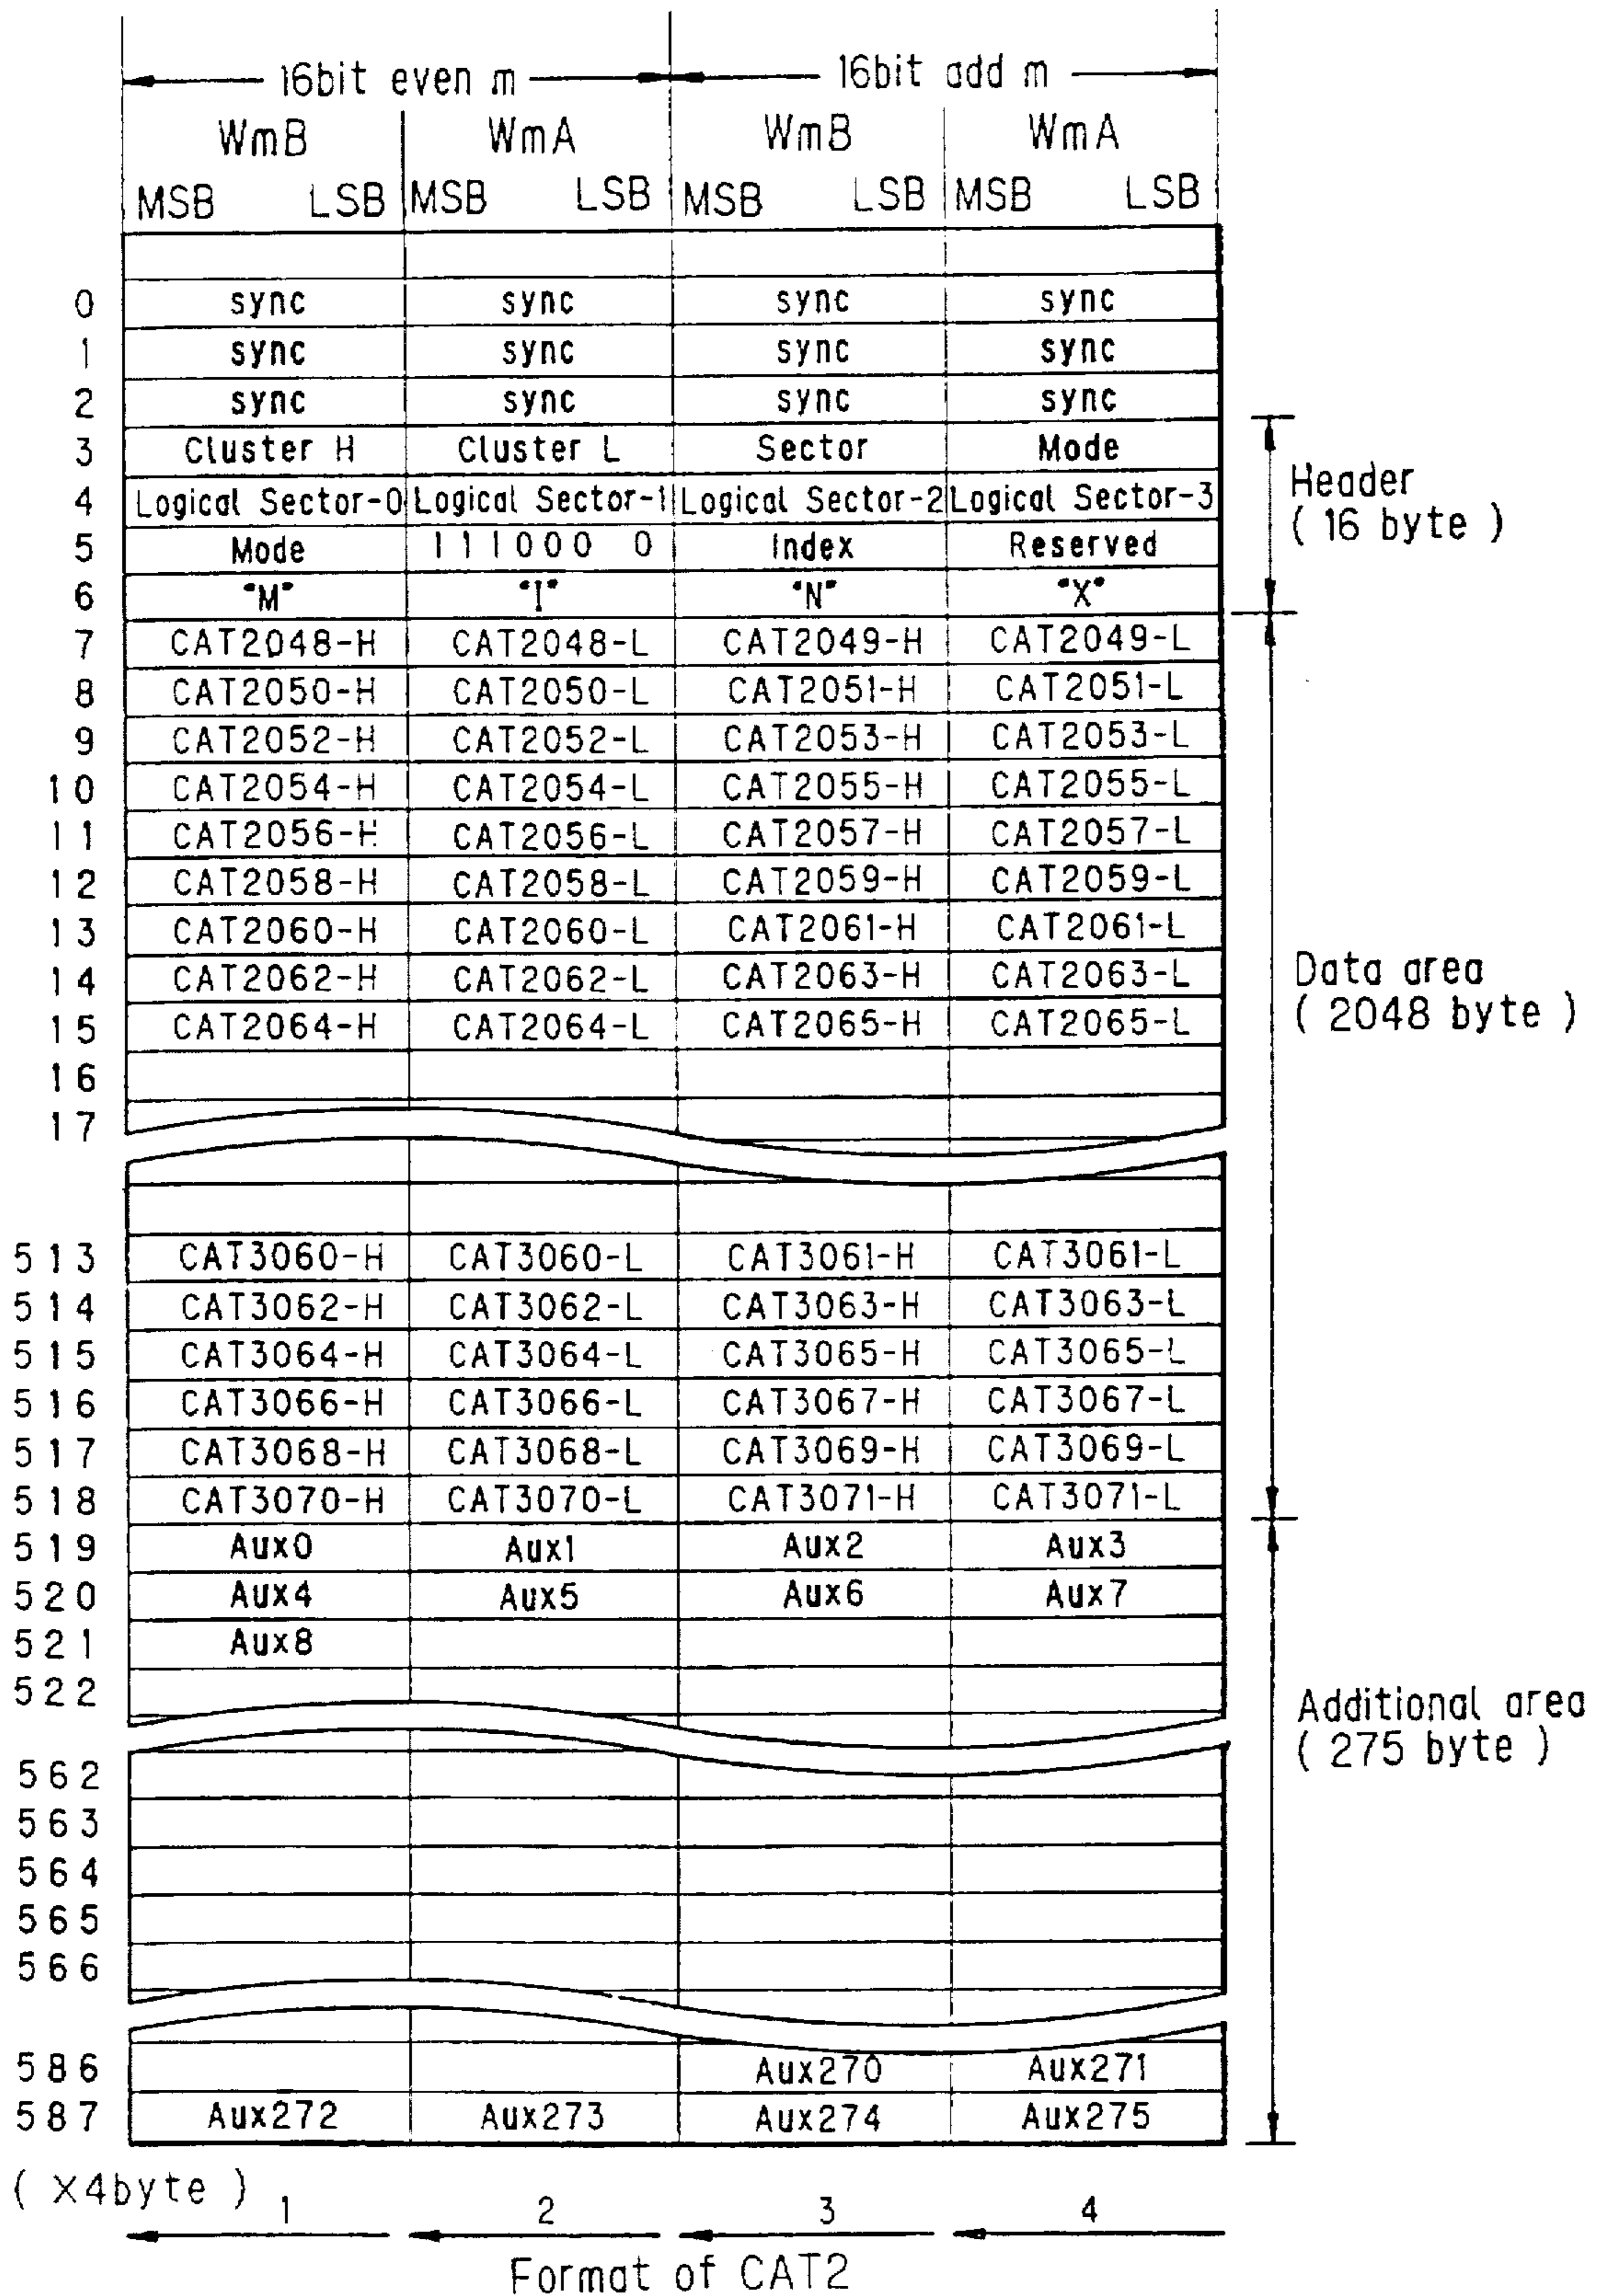 16bit even m 16bit add m
WmB WmA WmB WmA
MSB LSB MSB LSB MSB LSB MSB LSB
0 sync sync sync sync
1 sync sync sync sync
2 sync sync sync sync
3 Cluster H Cluster L Sector Mode
4 Logical Sector-0 Logical Sector-1 Logical Sector-2 Logical Sector-3
5 Mode 111000 0 Index Reserved
6 "M" "I" "N" "X"
Header
( 16 byte )
7 CAT2048-H CAT2048-L CAT2049-H CAT2049-L
8 CAT2050-H CAT2050-L CAT2051-H CAT2051-L
9 CAT2052-H CAT2052-L CAT2053-H CAT2053-L
10 CAT2054-H CAT2054-L CAT2055-H CAT2055-L
11 CAT2056-H CAT2056-L CAT2057-H CAT2057-L
12 CAT2058-H CAT2058-L CAT2059-H CAT2059-L
13 CAT2060-H CAT2060-L CAT2061-H CAT2061-L
14 CAT2062-H CAT2062-L CAT2063-H CAT2063-L
15 CAT2064-H CAT2064-L CAT2065-H CAT2065-L
16
17
Data area
( 2048 byte )
513 CAT3060-H CAT3060-L CAT3061-H CAT3061-L
514 CAT3062-H CAT3062-L CAT3063-H CAT3063-L
515 CAT3064-H CAT3064-L CAT3065-H CAT3065-L
516 CAT3066-H CAT3066-L CAT3067-H CAT3067-L
517 CAT3068-H CAT3068-L CAT3069-H CAT3069-L
518 CAT3070-H CAT3070-L CAT3071-H CAT3071-L
519 Aux0 Aux1 Aux2 Aux3
520 Aux4 Aux5 Aux6 Aux7
521 Aux8
522
Additional area
( 275 byte )
562
563
564
565
566
586 Aux270 Aux271
587 Aux272 Aux273 Aux274 Aux275
( X4byte )
1 2 3 4
Format of CAT2